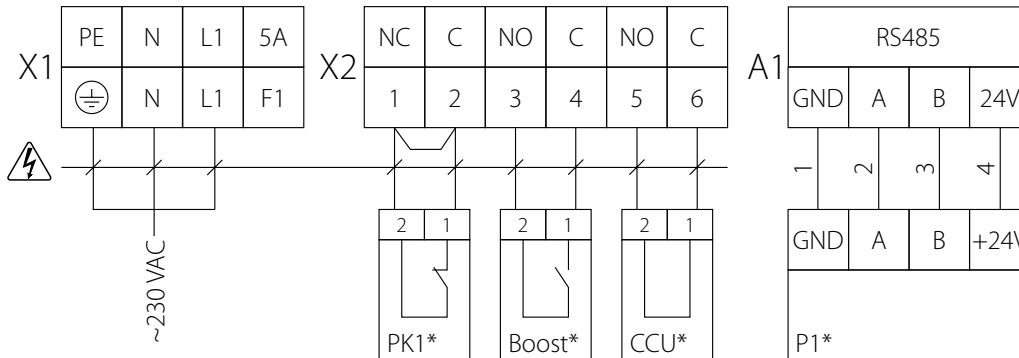 X1
PE N L1 5A
N L1 F1
~230 VAC
X2
NC C NO C NO C
1 2 3 4 5 6
2 1
PK1*
2 1
Boost*
2 1
CCU*
A1
RS485
GND A B 24V
1 2 3 4
GND A B +24V
P1*